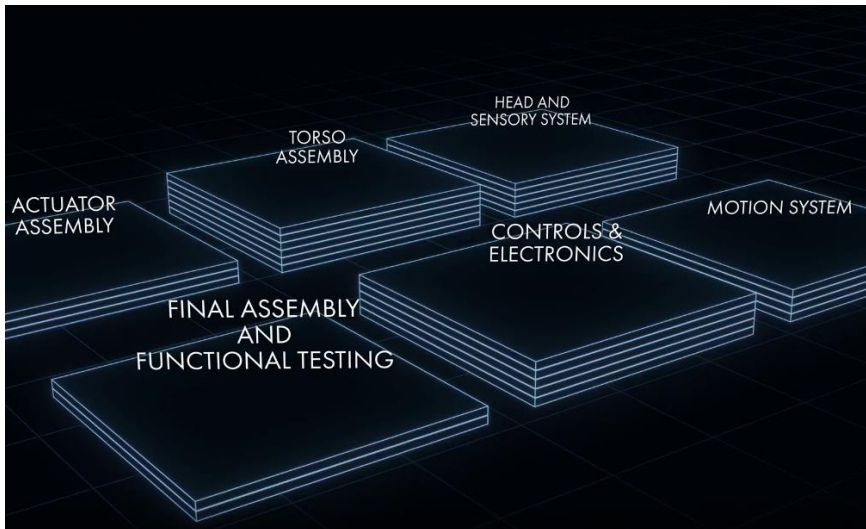 HEAD AND
SENSORY SYSTEM
TORSO
ASSEMBLY
ACTUATOR
ASSEMBLY
MOTION SYSTEM
CONTROLS &
ELECTRONICS
FINAL ASSEMBLY
AND
FUNCTIONAL TESTING